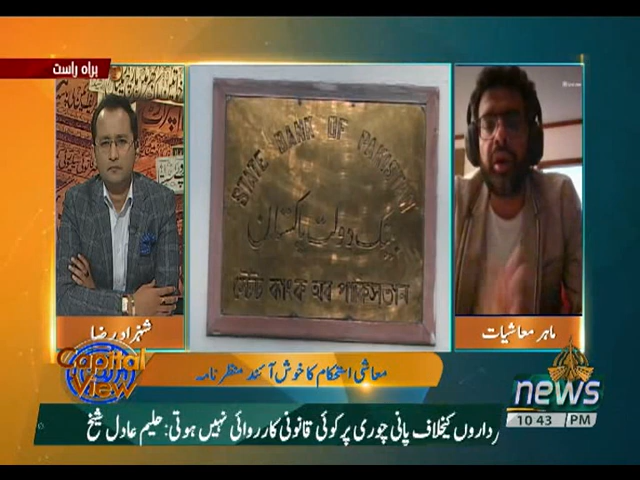 براہ راست
STATE BANK OF PAKISTAN
بینک دولت پاکستان
স্টেট ব্যাংক অব পাকিস্তান
شہزاد رضا
ماہر معاشیات
Capital View
معاشی استحکام کا خوش آئند منظر نامہ
news
10 43 PM
رداروں کیخلاف پانی چوری پر کوئی قانونی کارروائی نہیں ہوتی: حلیم عادل شیخ